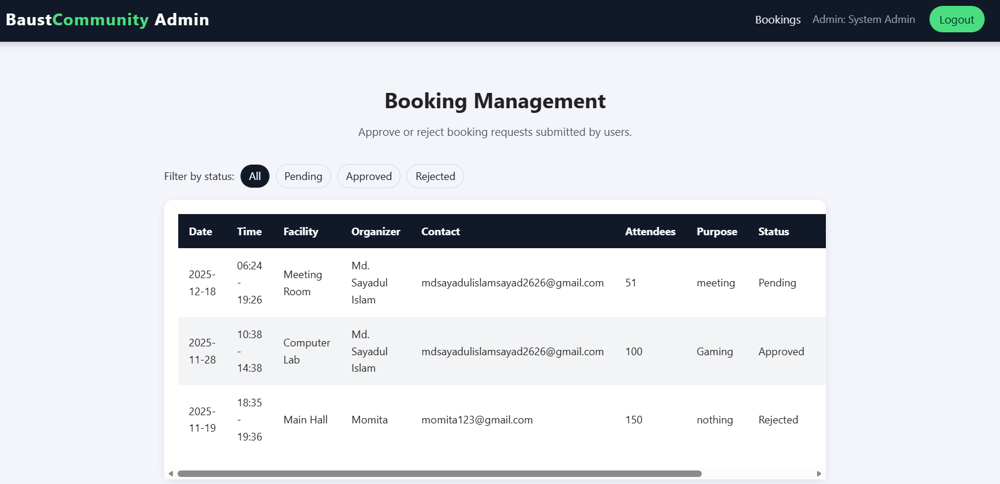 BaustCommunity Admin
Bookings Admin: System Admin Logout
Booking Management
Approve or reject booking requests submitted by users.
Filter by status: All Pending Approved Rejected
Date Time Facility Organizer Contact Attendees Purpose Status
2025-12-18 06:24 - 19:26 Meeting Room Md. Sayadul Islam mdsayadulislamsayad2626@gmail.com 51 meeting Pending
2025-11-28 10:38 - 14:38 Computer Lab Md. Sayadul Islam mdsayadulislamsayad2626@gmail.com 100 Gaming Approved
2025-11-19 18:35 - 19:36 Main Hall Momita momita123@gmail.com 150 nothing Rejected